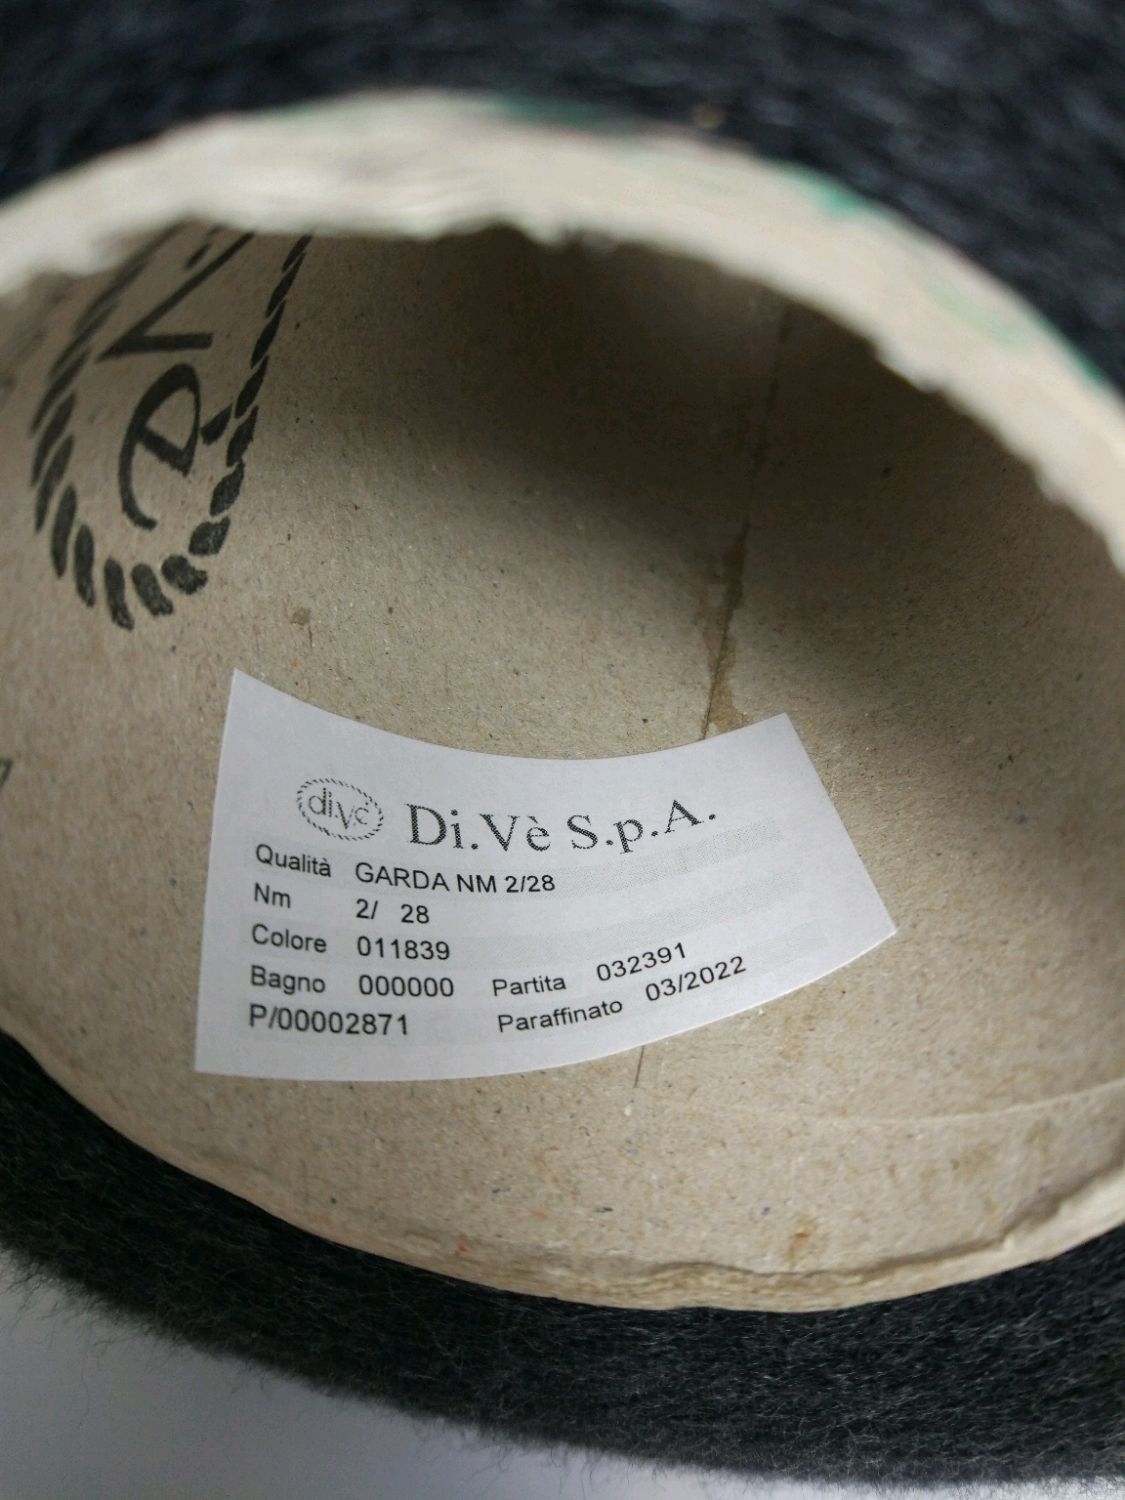 di.Vè
Di.Vè S.p.A.
Qualità GARDA NM 2/28
Nm 2/ 28
Colore 011839
Bagno 000000 Partita 032391
P/00002871 Paraffinato 03/2022